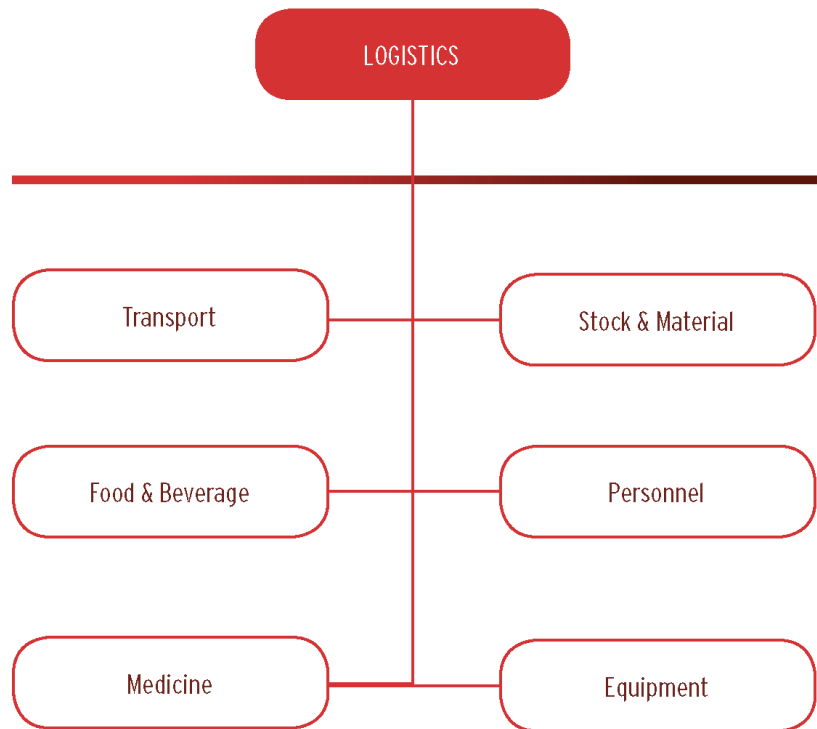 LOGISTICS
Transport
Stock & Material
Food & Beverage
Personnel
Medicine
Equipment